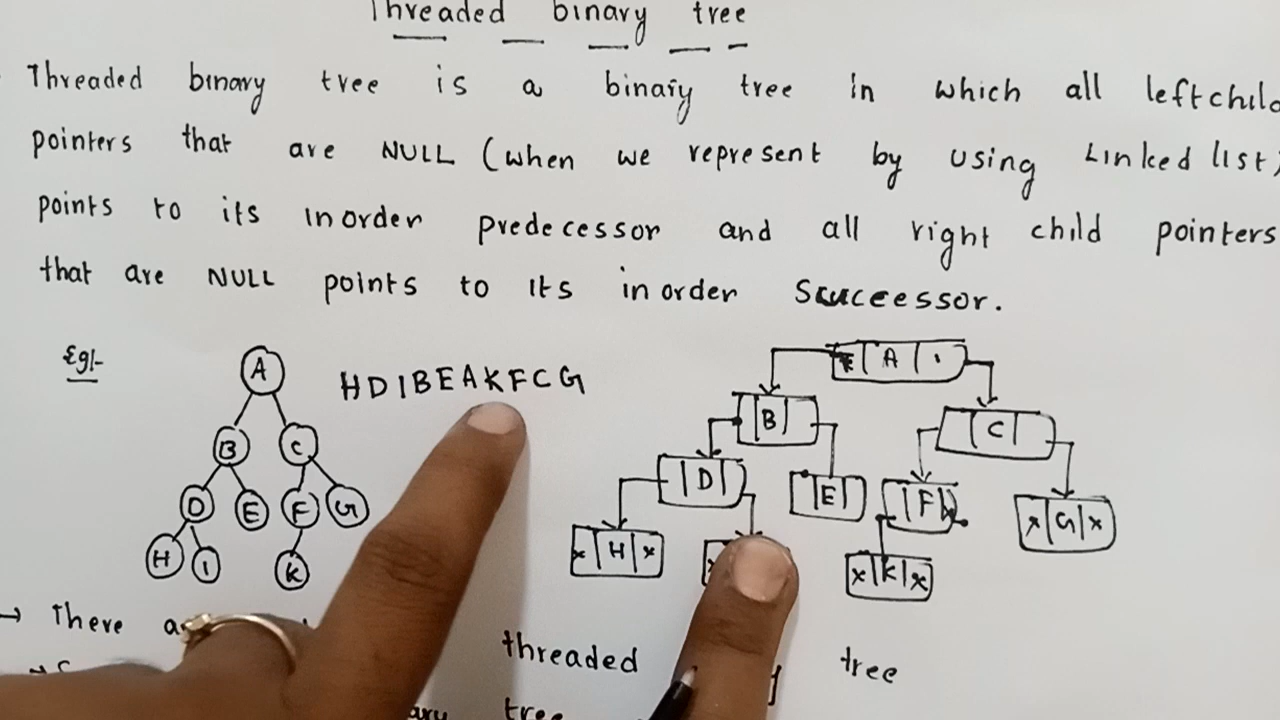 Threaded binary tree
Threaded binary tree is a binary tree in which all leftchild
pointers that are NULL (when we represent by using Linked list)
points to its inorder predecessor and all right child pointers
that are NULL points to its inorder Suuccessor.
Eg/-
A
HDIBEAKFCG
A
B
C
B
C
D
E
F
G
D
E
F
x G x
H
I
K
x H x
x
x K x
→ There
threaded tree
tree